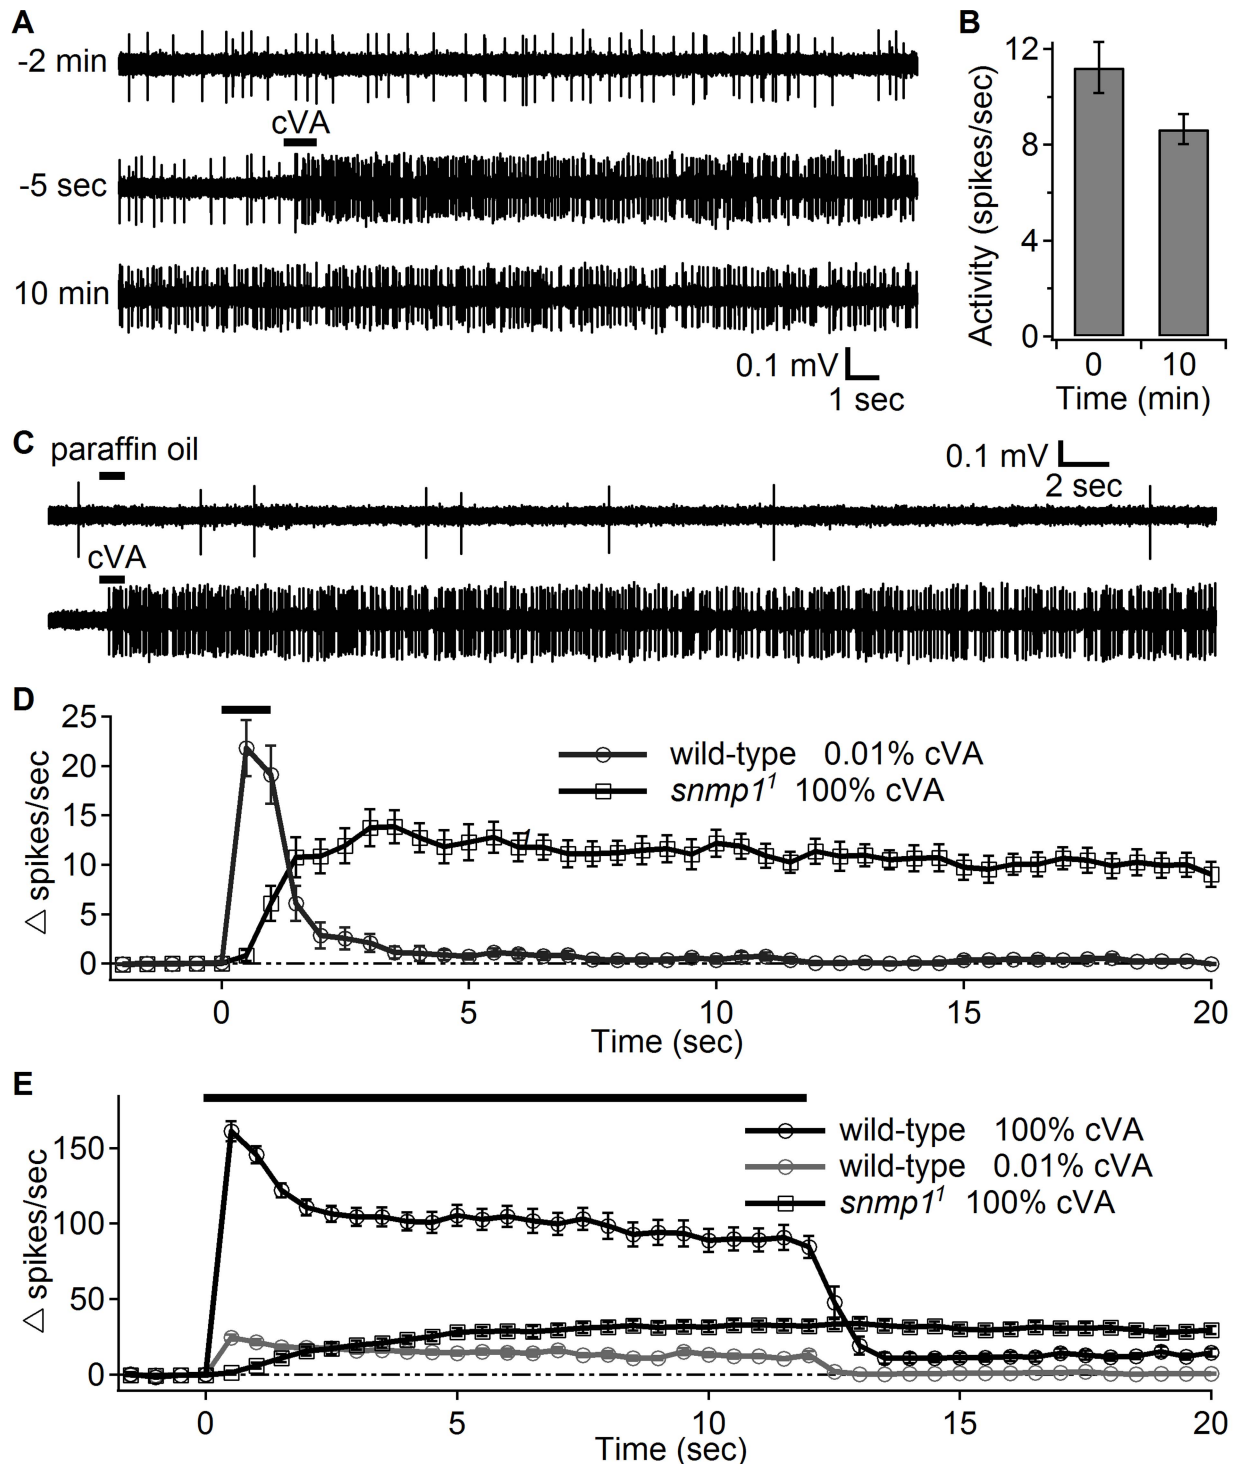 A
B
-2 min
cVA
-5 sec
10 min
0.1 mV
1 sec
12
8
4
0
Activity (spikes/sec)
0 10
Time (min)
C
paraffin oil
0.1 mV
2 sec
cVA
D
25
20
15
10
5
0
△ spikes/sec
wild-type 0.01% cVA
snmp1¹ 100% cVA
0 5 10 15 20
Time (sec)
E
150
100
50
0
△ spikes/sec
wild-type 100% cVA
wild-type 0.01% cVA
snmp1¹ 100% cVA
0 5 10 15 20
Time (sec)